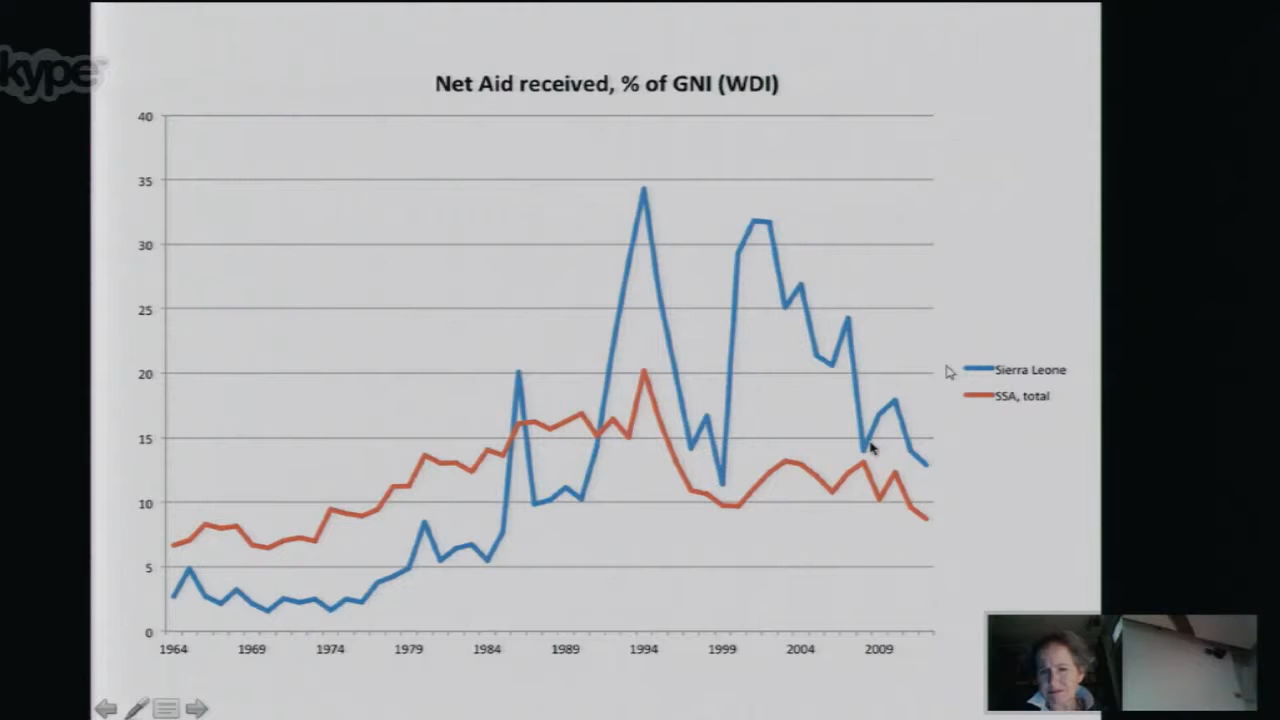 kype
Net Aid received, % of GNI (WDI)
40
35
30
25
20
15
10
5
0
1964 1969 1974 1979 1984 1989 1994 1999 2004 2009
Sierra Leone
SSA, total